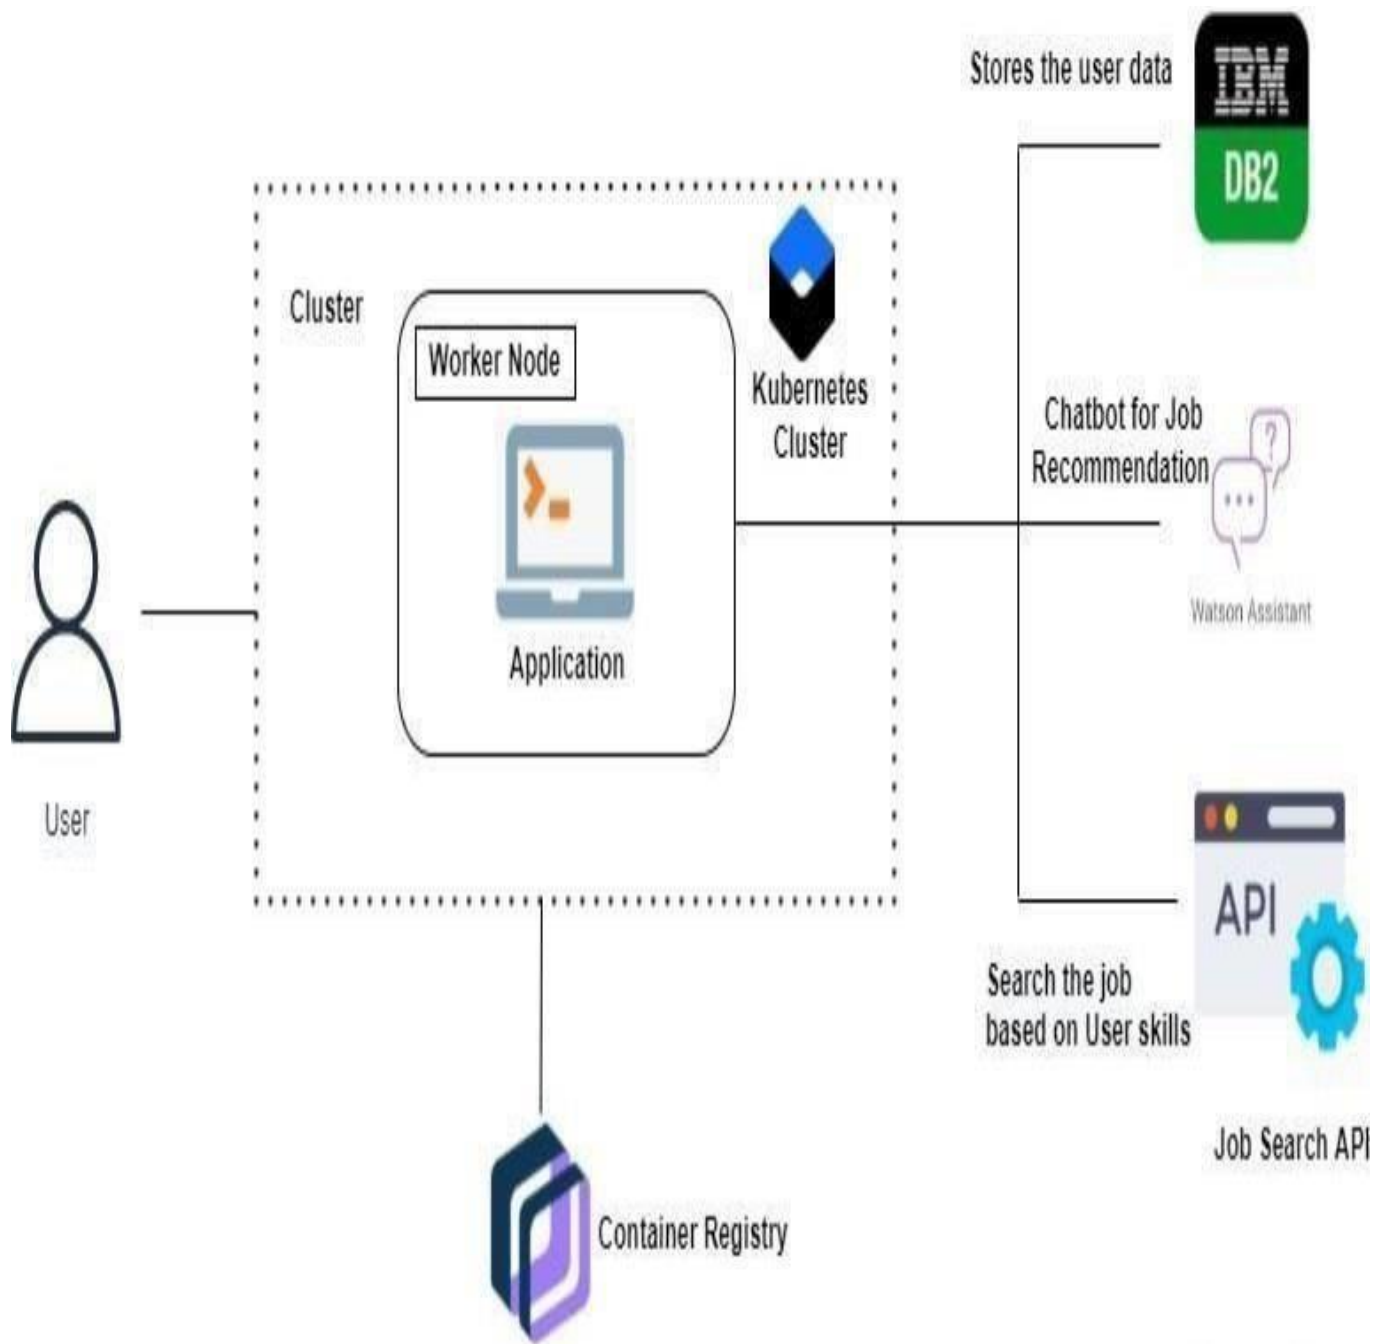 Stores the user data
IBM
DB2
Cluster
Worker Node
Kubernetes
Cluster
Application
Chatbot for Job
Recommendation
?
Watson Assistant
User
API
Search the job
based on User skills
Job Search API
Container Registry